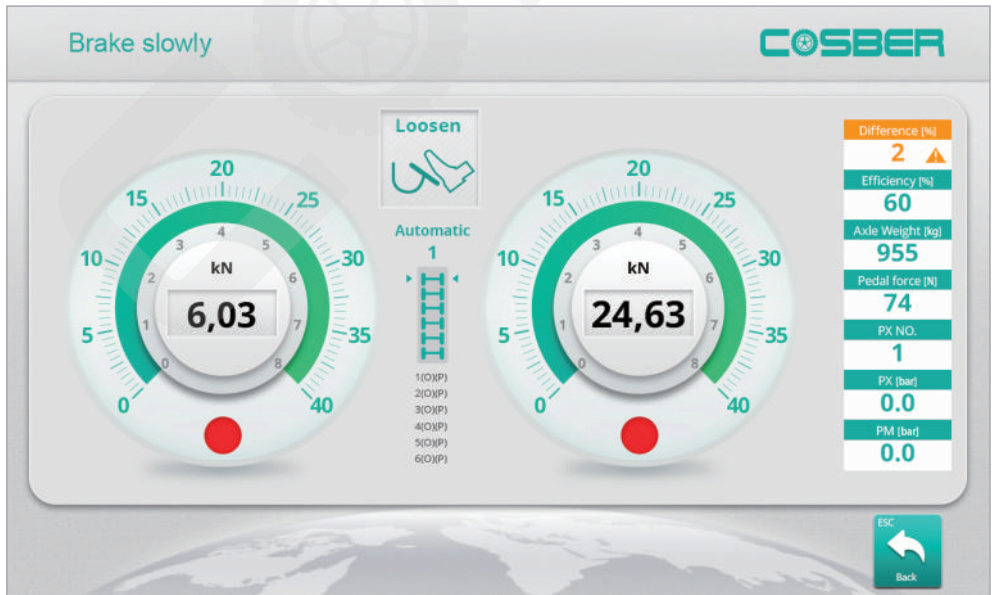 Brake slowly
COSBER
Loosen
Automatic
1
1(O)(P)
2(O)(P)
3(O)(P)
4(O)(P)
5(O)(P)
6(O)(P)
0
5
10
15
20
25
30
35
40
0
1
2
3
4
5
6
7
8
kN
6,03
0
5
10
15
20
25
30
35
40
0
1
2
3
4
5
6
7
8
kN
24,63
Difference [%]
2
Efficiency [%]
60
Axle Weight [kg]
955
Pedal force [N]
74
PX NO.
1
PX [bar]
0.0
PM [bar]
0.0
ESC
Back